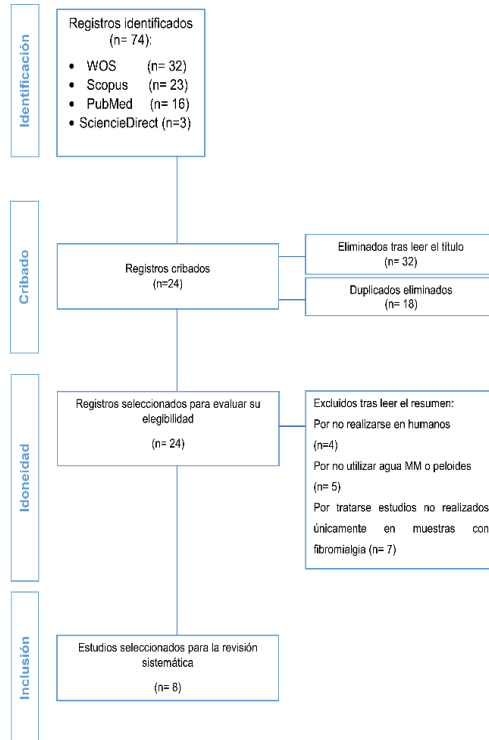 Identificación
Registros identificados
(n= 74):
• WOS (n= 32)
• Scopus (n= 23)
• PubMed (n= 16)
• SciencieDirect (n=3)
Cribado
Registros cribados
(n=24)
Eliminados tras leer el título
(n= 32)
Duplicados eliminados
(n= 18)
Idoneidad
Registros seleccionados para evaluar su
elegibilidad
(n= 24)
Excluidos tras leer el resumen:
Por no realizarse en humanos
(n=4)
Por no utilizar agua MM o peloides
(n= 5)
Por tratarse estudios no realizados
únicamente en muestras con
fibromialgia (n= 7)
Inclusión
Estudios seleccionados para la revisión
sistemática
(n= 8)